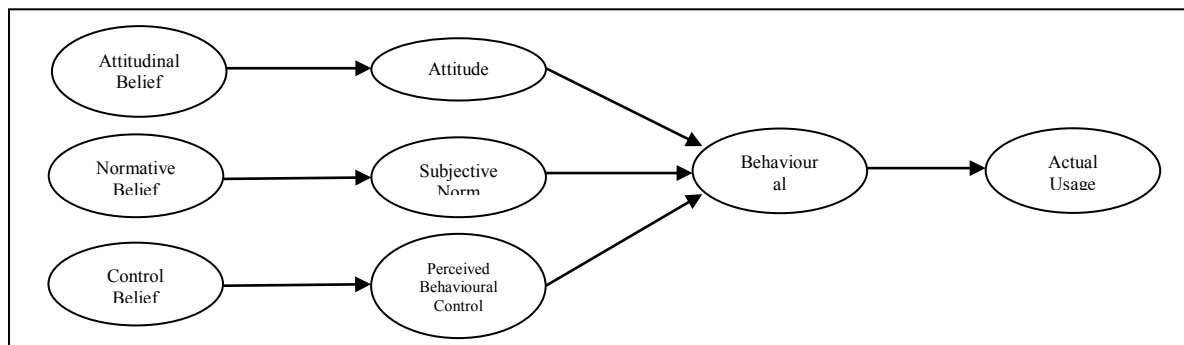 Attitudinal
Belief
Attitude
Normative
Belief
Subjective
Norm
Behaviour
al
Actual
Usage
Control
Belief
Perceived
Behavioural
Control